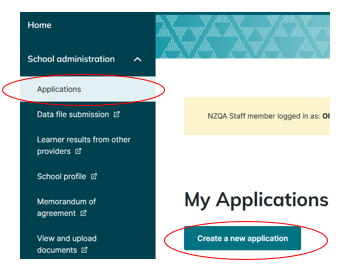 Home
School administration
Applications
Data file submission
Learner results from other
providers
School profile
Memorandum of
agreement
View and upload
documents
NZQA Staff member logged in as:
My Applications
Create a new application